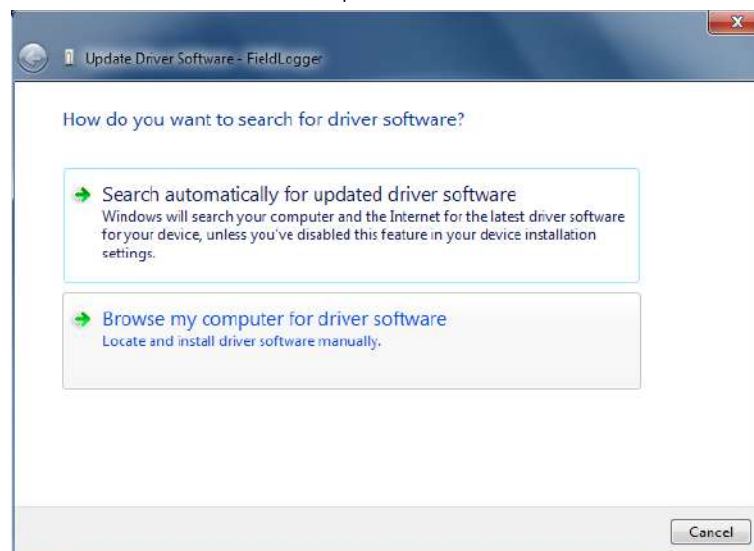 Update Driver Software - FieldLogger
How do you want to search for driver software?
Search automatically for updated driver software
Windows will search your computer and the Internet for the latest driver software
for your device, unless you've disabled this feature in your device installation
settings.
Browse my computer for driver software
Locate and install driver software manually.
Cancel